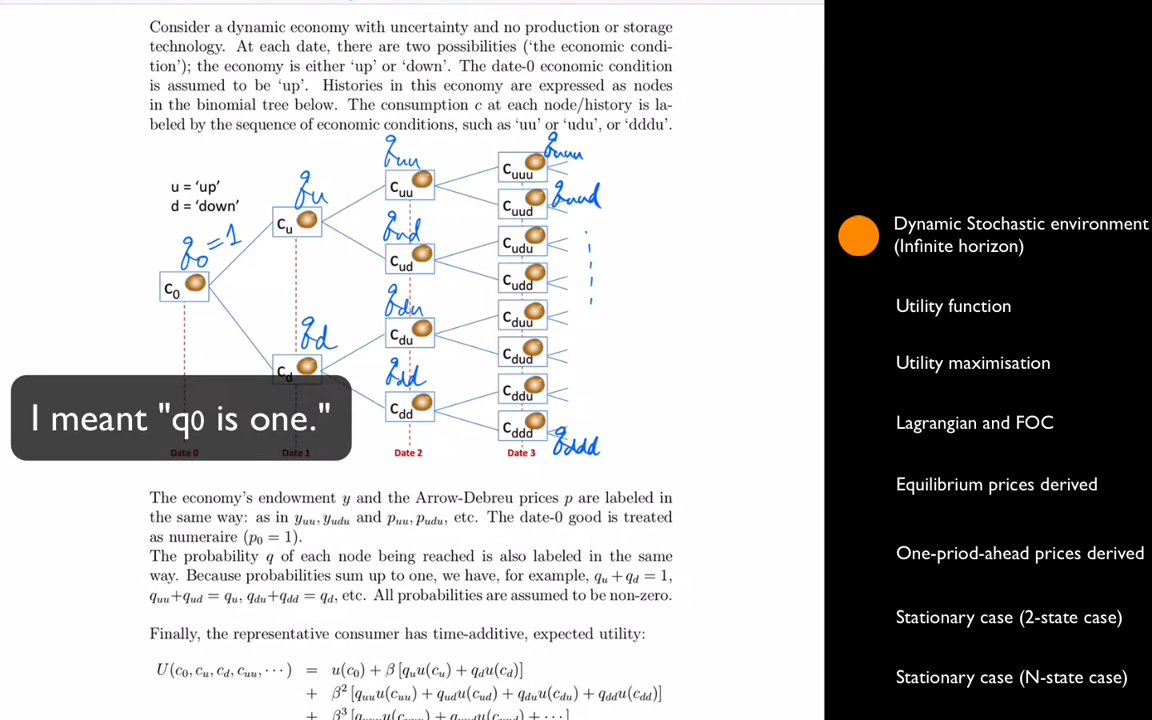 Consider a dynamic economy with uncertainty and no production or storage
technology. At each date, there are two possibilities ('the economic condi-
tion'); the economy is either 'up' or 'down'. The date-0 economic condition
is assumed to be 'up'. Histories in this economy are expressed as nodes
in the binomial tree below. The consumption c at each node/history is la-
beled by the sequence of economic conditions, such as 'uu' or 'udu', or 'dddu'.
u = 'up'
d = 'down'
q0 = 1
c0
qu
cu
qd
cd
quu
cuu
qud
cud
qdu
cdu
qdd
cdd
quuu
cuuu
quud
cuud
cudu
cudd
cduu
cdud
cddu
cddd
qddd
I meant "q0 is one."
Date 0
Date 1
Date 2
Date 3
The economy's endowment y and the Arrow-Debreu prices p are labeled in
the same way: as in yuu, yudu and puu, pudu, etc. The date-0 good is treated
as numeraire (p0 = 1).
The probability q of each node being reached is also labeled in the same
way. Because probabilities sum up to one, we have, for example, qu + qd = 1,
quu+qud = qu, qdu+qdd = qd, etc. All probabilities are assumed to be non-zero.
Finally, the representative consumer has time-additive, expected utility:
U(c0, cu, cd, cuu, ···) = u(c0) + β [quu(cu) + qdu(cd)]
+ β² [quuu(cuu) + qudu(cud) + qduu(cdu) + qddu(cdd)]
Dynamic Stochastic environment
(Infinite horizon)
Utility function
Utility maximisation
Lagrangian and FOC
Equilibrium prices derived
One-priod-ahead prices derived
Stationary case (2-state case)
Stationary case (N-state case)